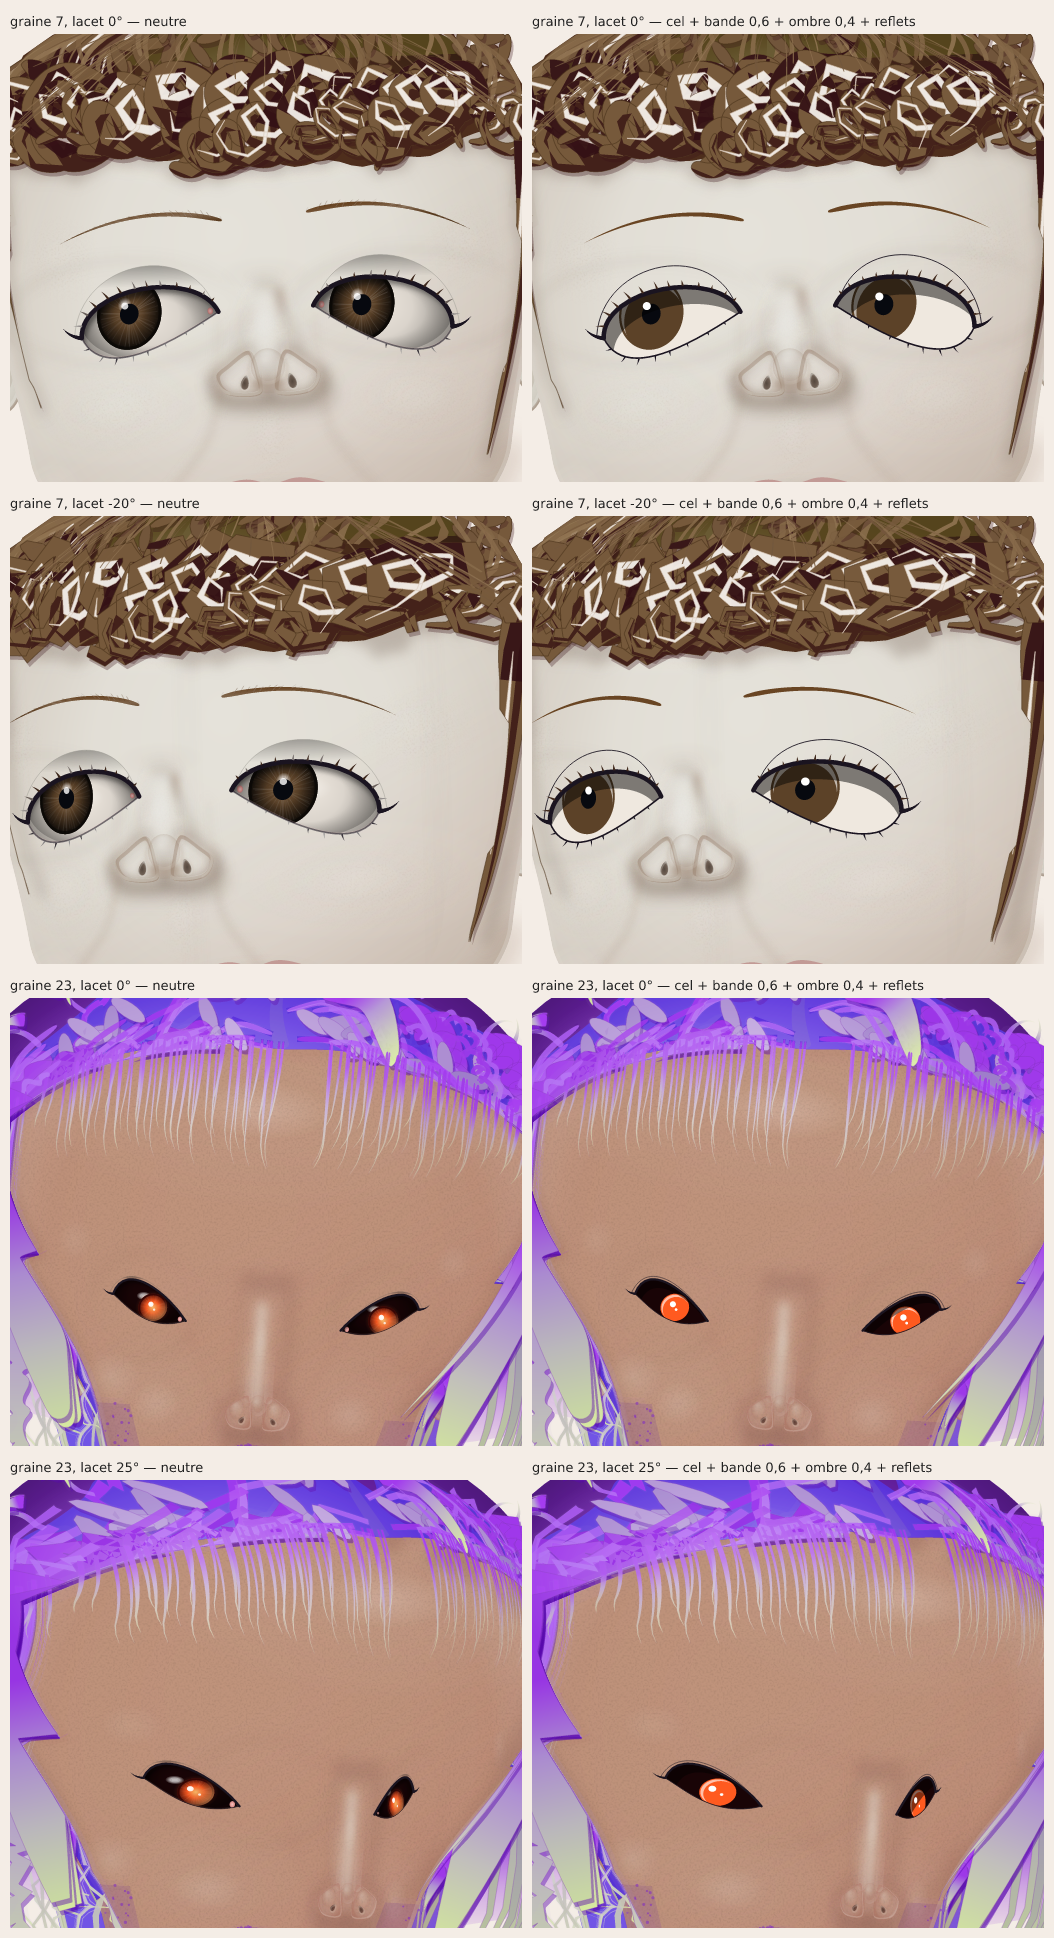 graine 7, lacet 0° — neutre
graine 7, lacet 0° — cel + bande 0,6 + ombre 0,4 + reflets
graine 7, lacet -20° — neutre
graine 7, lacet -20° — cel + bande 0,6 + ombre 0,4 + reflets
graine 23, lacet 0° — neutre
graine 23, lacet 0° — cel + bande 0,6 + ombre 0,4 + reflets
graine 23, lacet 25° — neutre
graine 23, lacet 25° — cel + bande 0,6 + ombre 0,4 + reflets